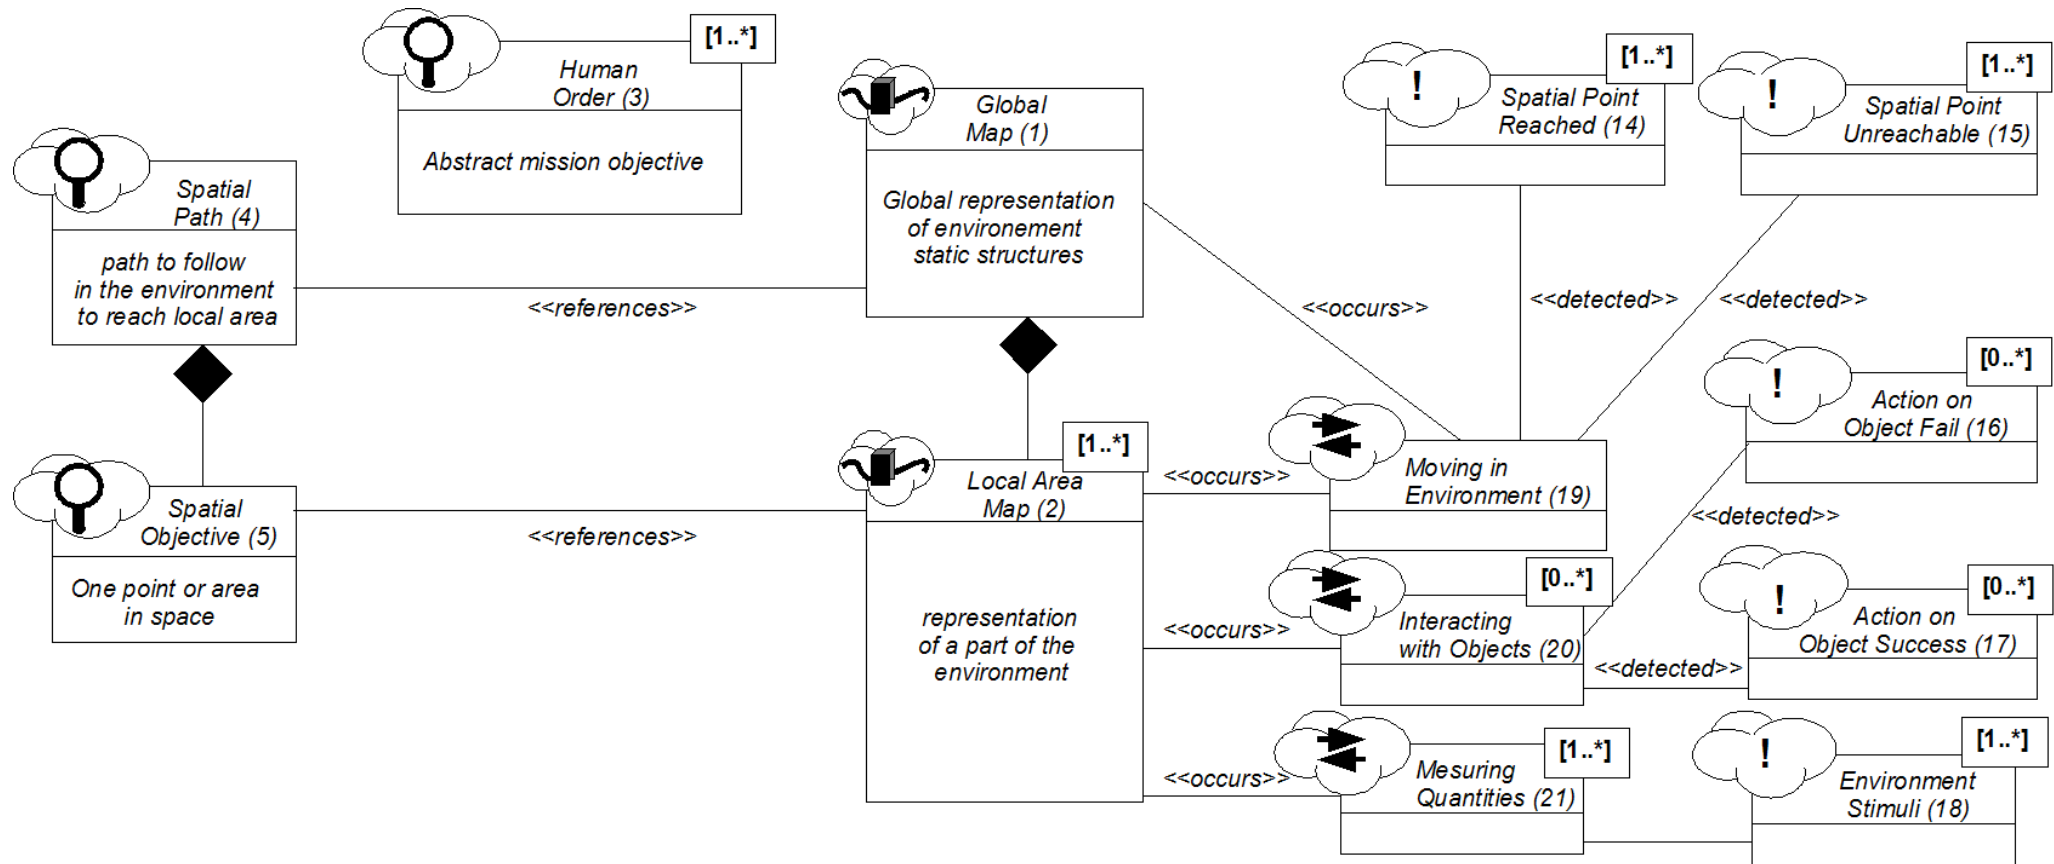 [1..*]
Human
Order (3)
Abstract mission objective
Spatial
Path (4)
path to follow
in the environment
to reach local area
<<references>>
Spatial
Objective (5)
One point or area
in space
<<references>>
Global
Map (1)
Global representation
of environement
static structures
[1..*]
Local Area
Map (2)
representation
of a part of the
environment
<<occurs>>
<<occurs>>
<<occurs>>
<<occurs>>
[1..*]
!
Spatial Point
Reached (14)
[1..*]
!
Spatial Point
Unreachable (15)
<<detected>>
<<detected>>
Moving in
Environment (19)
[0..*]
!
Action on
Object Fail (16)
<<detected>>
[0..*]
Interacting
with Objects (20)
<<detected>>
[0..*]
!
Action on
Object Success (17)
[1..*]
Mesuring
Quantities (21)
[1..*]
!
Environment
Stimuli (18)